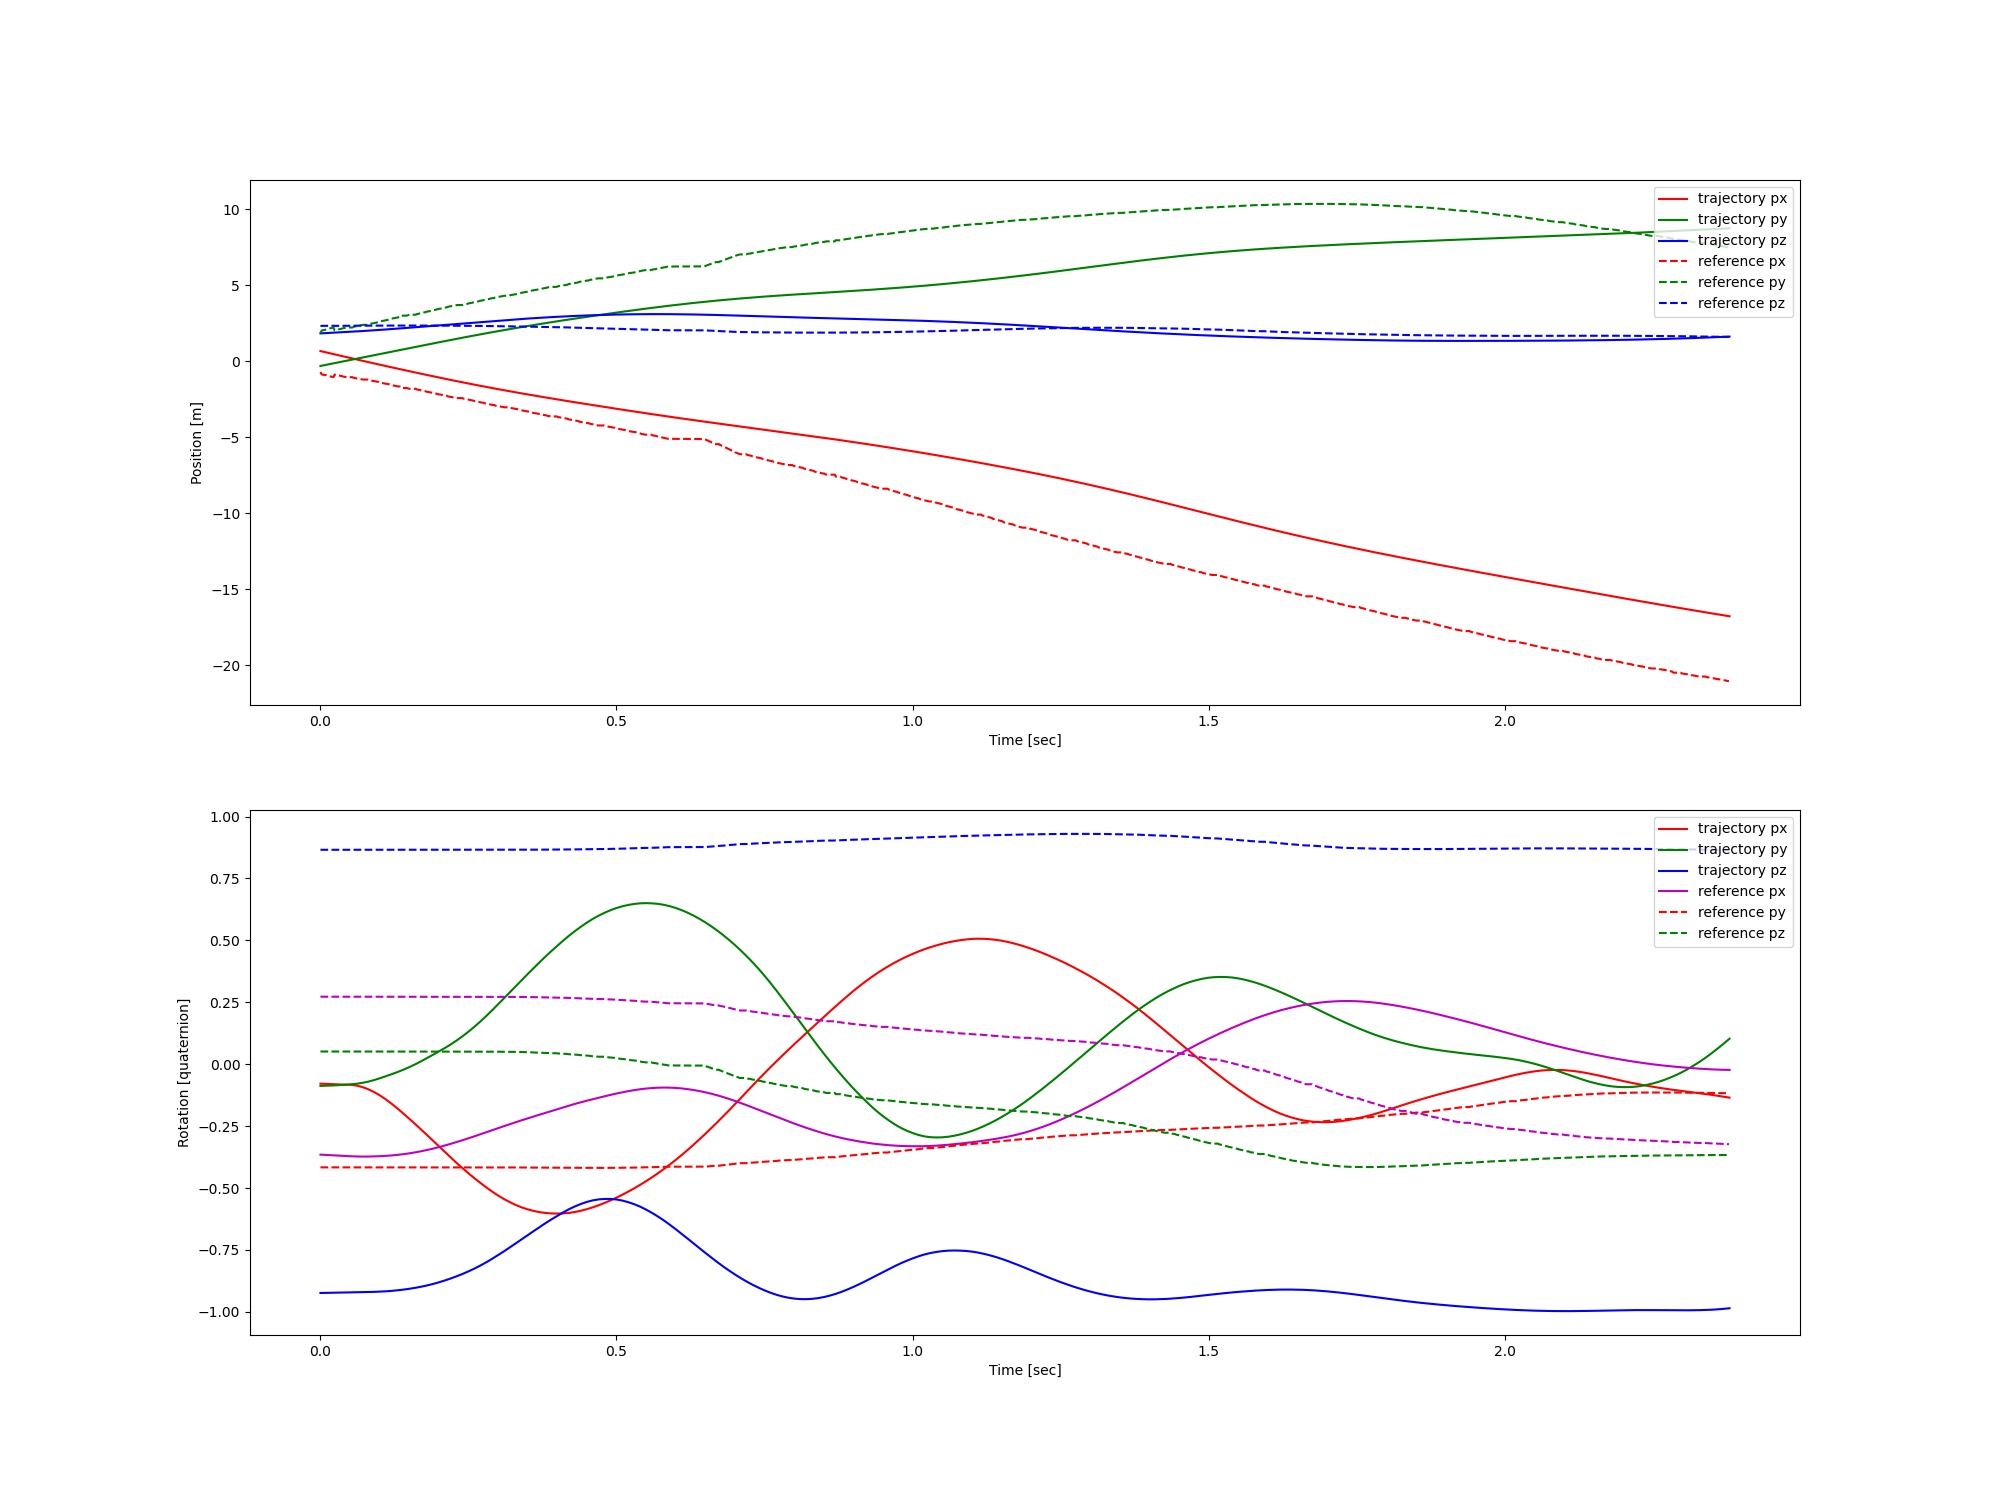 10
5
0
−5
−10
−15
−20
Position [m]
trajectory px
trajectory py
trajectory pz
reference px
reference py
reference pz
0.0 0.5 1.0 1.5 2.0
Time [sec]
1.00
0.75
0.50
0.25
0.00
−0.25
−0.50
−0.75
−1.00
Rotation [quaternion]
trajectory px
trajectory py
trajectory pz
reference px
reference py
reference pz
0.0 0.5 1.0 1.5 2.0
Time [sec]